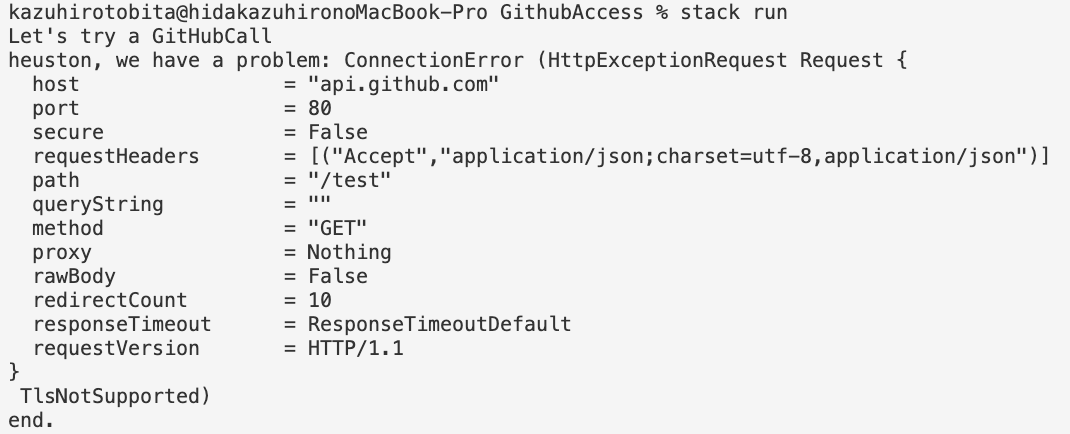 kazuhirotobita@hidakazuhironoMacBook-Pro GithubAccess % stack run
Let's try a GitHubCall
heuston, we have a problem: ConnectionError (HttpExceptionRequest Request {
  host                 = "api.github.com"
  port                 = 80
  secure               = False
  requestHeaders       = [("Accept","application/json;charset=utf-8,application/json")]
  path                 = "/test"
  queryString          = ""
  method               = "GET"
  proxy                = Nothing
  rawBody              = False
  redirectCount        = 10
  responseTimeout      = ResponseTimeoutDefault
  requestVersion       = HTTP/1.1
}
 TlsNotSupported)
end.